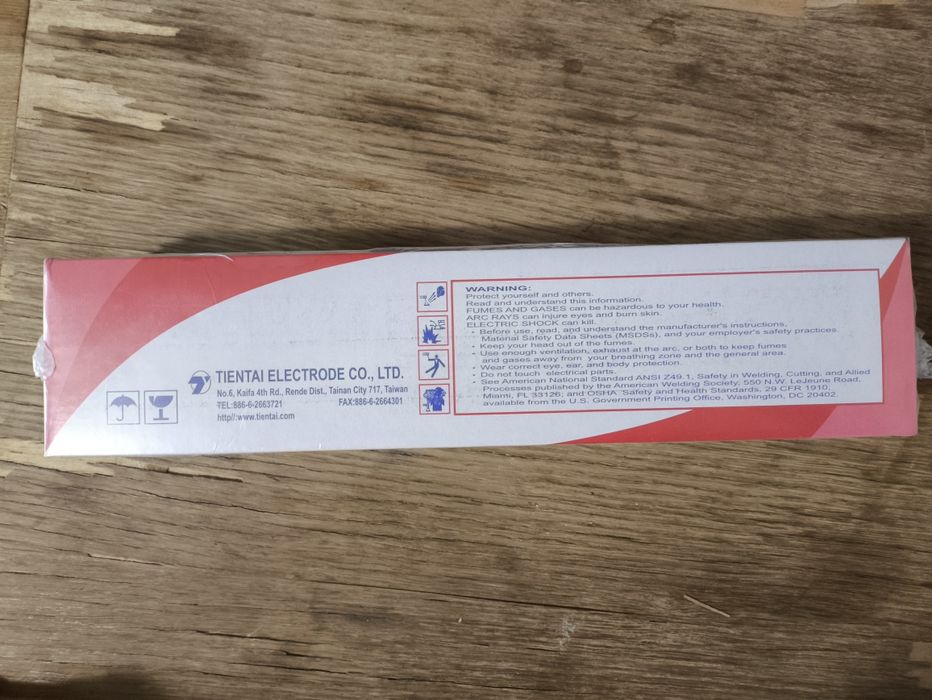 TIENTAI ELECTRODE CO., LTD.
No.6, Kaifa 4th Rd., Rende Dist., Tainan City 717, Taiwan
TEL:886-6-2663721 FAX:886-6-2664301
http//:www.tientai.com
WARNING:
Protect yourself and others.
Read and understand this information.
FUMES AND GASES can be hazardous to your health.
ARC RAYS can injure eyes and burn skin.
ELECTRIC SHOCK can kill.
• Before use, read, and understand the manufacturer's instructions,
Material Safety Data Sheets (MSDSs), and your employer's safety practices.
• Keep your head out of the fumes.
• Use enough ventilation, exhaust at the arc, or both to keep fumes
and gases away from your breathing zone and the general area.
• Wear correct eye, ear, and body protection.
• Do not touch electrical parts.
• See American National Standard ANSI Z49.1, Safety in Welding, Cutting, and Allied
Processes published by the American Welding Society, 550 N.W. LeJeune Road,
Miami, FL 33126; and OSHA Safety and Health Standards, 29 CFR 1910,
available from the U.S. Government Printing Office, Washington, DC 20402.